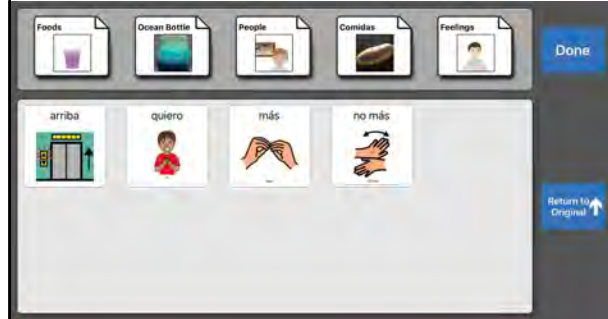 Foods
Ocean Bottle
People
Comidas
Feelings
Done
arriba
quiero
más
no más
Return to
Original